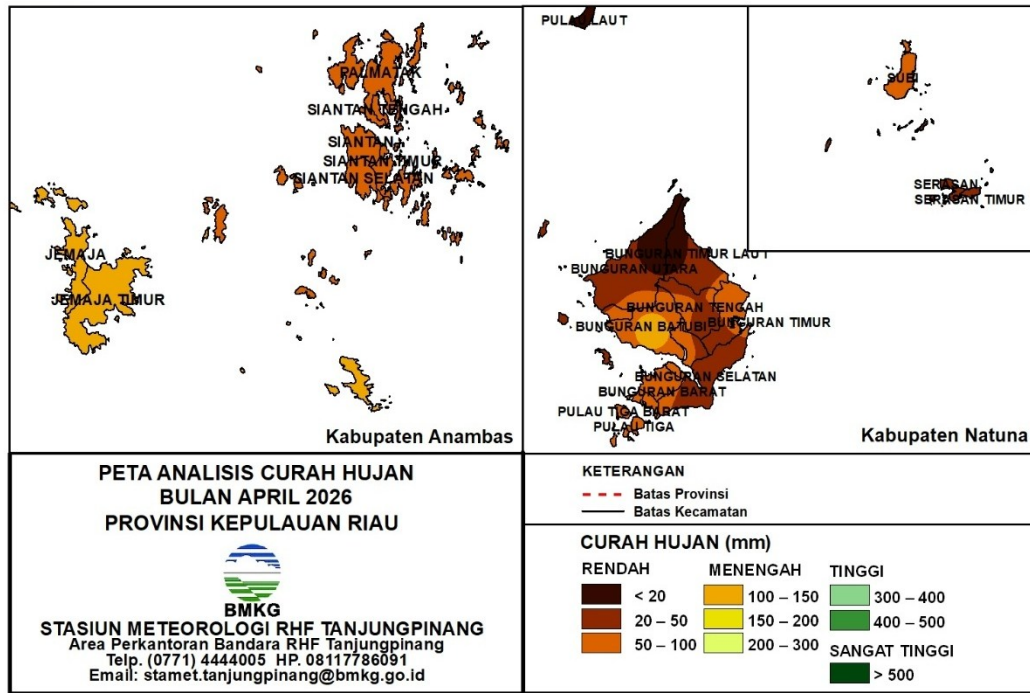 PALMATAK
SIANTAN TENGAH
SIANTAN
SIANTAN TIMUR
SIANTAN SELATAN
JEMAJA
JEMAJA TIMUR
Kabupaten Anambas
PULAU LAUT
SUBI
SERASAN
SERASAN TIMUR
BUNGURAN TIMUR LAUT
BUNGURAN UTARA
BUNGURAN TENGAH
BUNGURAN BATUBI
BUNGURAN TIMUR
BUNGURAN SELATAN
BUNGURAN BARAT
PULAU TIGA BARAT
PULAU TIGA
Kabupaten Natuna
PETA ANALISIS CURAH HUJAN
BULAN APRIL 2026
PROVINSI KEPULAUAN RIAU
BMKG
STASIUN METEOROLOGI RHF TANJUNGPINANG
Area Perkantoran Bandara RHF Tanjungpinang
Telp. (0771) 4444005 HP. 08117786091
Email: stamet.tanjungpinang@bmkg.go.id
KETERANGAN
Batas Provinsi
Batas Kecamatan
CURAH HUJAN (mm)
RENDAH
< 20
20 – 50
50 – 100
MENENGAH
100 – 150
150 – 200
200 – 300
TINGGI
300 – 400
400 – 500
SANGAT TINGGI
> 500